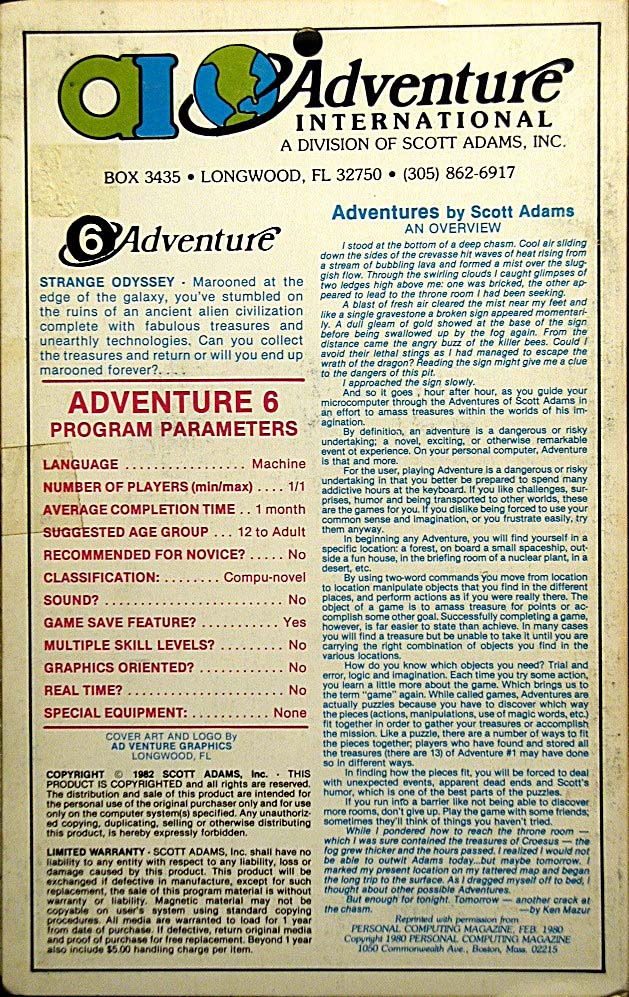 ai Adventure
INTERNATIONAL
A DIVISION OF SCOTT ADAMS, INC.
BOX 3435 • LONGWOOD, FL 32750 • (305) 862-6917
6 Adventure
STRANGE ODYSSEY - Marooned at the
edge of the galaxy, you've stumbled on
the ruins of an ancient alien civilization
complete with fabulous treasures and
unearthly technologies. Can you collect
the treasures and return or will you end up
marooned forever?. . . .
ADVENTURE 6
PROGRAM PARAMETERS
LANGUAGE ................ Machine
NUMBER OF PLAYERS (min/max) .... 1/1
AVERAGE COMPLETION TIME .. 1 month
SUGGESTED AGE GROUP ... 12 to Adult
RECOMMENDED FOR NOVICE? ..... No
CLASSIFICATION: ........ Compu-novel
SOUND? ........................ No
GAME SAVE FEATURE? ........... Yes
MULTIPLE SKILL LEVELS? ......... No
GRAPHICS ORIENTED? ............ No
REAL TIME? ..................... No
SPECIAL EQUIPMENT: ........... None
COVER ART AND LOGO By
AD VENTURE GRAPHICS
LONGWOOD, FL
COPYRIGHT © 1982 SCOTT ADAMS, Inc. · THIS
PRODUCT IS COPYRIGHTED and all rights are reserved.
The distribution and sale of this product are intended for
the personal use of the original purchaser only and for use
only on the computer system(s) specified. Any unauthoriz-
ed copying, duplicating, selling or otherwise distributing
this product, is hereby expressly forbidden.
LIMITED WARRANTY - SCOTT ADAMS, Inc. shall have no
liability to any entity with respect to any liability, loss or
damage caused by this product. This product will be
exchanged if defective in manufacture, except for such
replacement, the sale of this program material is without
warranty or liability. Magnetic material may not be
copyable on user's system using standard copying
procedures. All media are warranted to load for 1 year
from date of purchase. If defective, return original media
and proof of purchase for free replacement. Beyond 1 year
also include $5.00 handling charge per item.
Adventures by Scott Adams
AN OVERVIEW
I stood at the bottom of a deep chasm. Cool air sliding
down the sides of the crevasse hit waves of heat rising from
a stream of bubbling lava and formed a mist over the slug-
gish flow. Through the swirling clouds I caught glimpses of
two ledges high above me: one was bricked, the other ap-
peared to lead to the throne room I had been seeking.
A blast of fresh air cleared the mist near my feet and
like a single gravestone a broken sign appeared momentari-
ly. A dull gleam of gold showed at the base of the sign
before being swallowed up by the fog again. From the
distance came the angry buzz of the killer bees. Could I
avoid their lethal stings as I had managed to escape the
wrath of the dragon? Reading the sign might give me a clue
to the dangers of this pit.
I approached the sign slowly.
And so it goes , hour after hour, as you guide your
microcomputer through the Adventures of Scott Adams in
an effort to amass treasures within the worlds of his im-
agination.
By definition, an adventure is a dangerous or risky
undertaking; a novel, exciting, or otherwise remarkable
event ot experience. On your personal computer, Adventure
is that and more.
For the user, playing Adventure is a dangerous or risky
undertaking in that you better be prepared to spend many
addictive hours at the keyboard. If you like challenges, sur-
prises, humor and being transported to other worlds, these
are the games for you. If you dislike being forced to use your
common sense and imagination, or you frustrate easily, try
them anyway.
In beginning any Adventure, you will find yourself in a
specific location: a forest, on board a small spaceship, out-
side a fun house, in the briefing room of a nuclear plant, in a
desert, etc.
By using two-word commands you move from location
to location manipulate objects that you find in the different
places, and perform actions as if you were really there. The
object of a game is to amass treasure for points or ac-
complish some other goal. Successfully completing a game,
however, is far easier to state than achieve. In many cases
you will find a treasure but be unable to take it until you are
carrying the right combination of objects you find in the
various locations.
How do you know which objects you need? Trial and
error, logic and imagination. Each time you try some action,
you learn a little more about the game. Which brings us to
the term "game" again. While called games, Adventures are
actually puzzles because you have to discover which way
the pieces (actions, manipulations, use of magic words, etc.)
fit together in order to gather your treasures or accomplish
the mission. Like a puzzle, there are a number of ways to fit
the pieces together; players who have found and stored all
the treasures (there are 13) of Adventure #1 may have done
so in different ways.
In finding how the pieces fit, you will be forced to deal
with unexpected events, apparent dead ends and Scott's
humor, which is one of the best parts of the puzzles.
If you run into a barrier like not being able to discover
more rooms, don't give up. Play the game with some friends;
sometimes they'll think of things you haven't tried.
While I pondered how to reach the throne room —
which I was sure contained the treasures of Croesus — the
fog grew thicker and the hours passed. I realized I would not
be able to outwit Adams today...but maybe tomorrow. I
marked my present location on my tattered map and began
the long trip to the surface. As I dragged myself off to bed, I
thought about other possible Adventures.
But enough for tonight. Tomorrow — another crack at
the chasm. —by Ken Mazur
Reprinted with permission from
PERSONAL COMPUTING MAGAZINE, FEB. 1980
Copyright 1980 PERSONAL COMPUTING MAGAZINE
1050 Commonwealth Ave., Boston, Mass. 02215